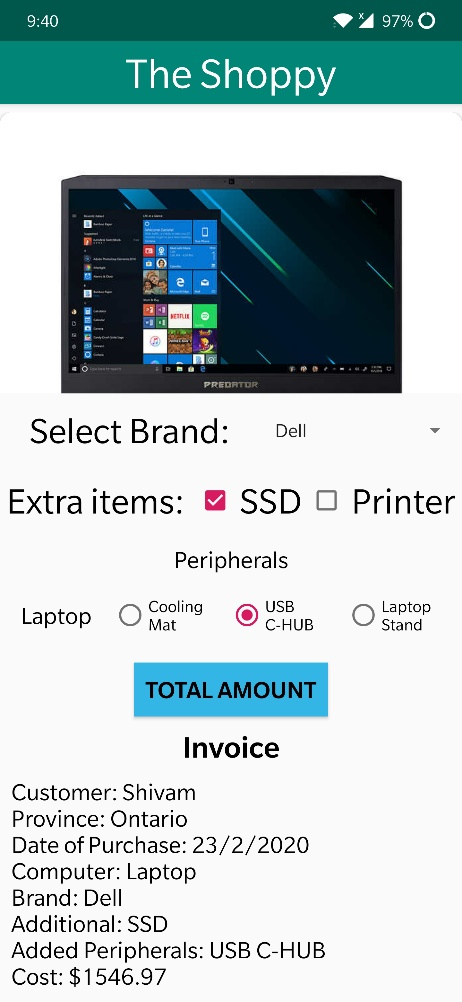 9:40
x
97%
The Shoppy
NETFLIX
PREDATOR
Select Brand:
Dell
Extra items:
SSD
Printer
Peripherals
Laptop
Cooling
Mat
USB
C-HUB
Laptop
Stand
TOTAL AMOUNT
Invoice
Customer: Shivam
Province: Ontario
Date of Purchase: 23/2/2020
Computer: Laptop
Brand: Dell
Additional: SSD
Added Peripherals: USB C-HUB
Cost: $1546.97